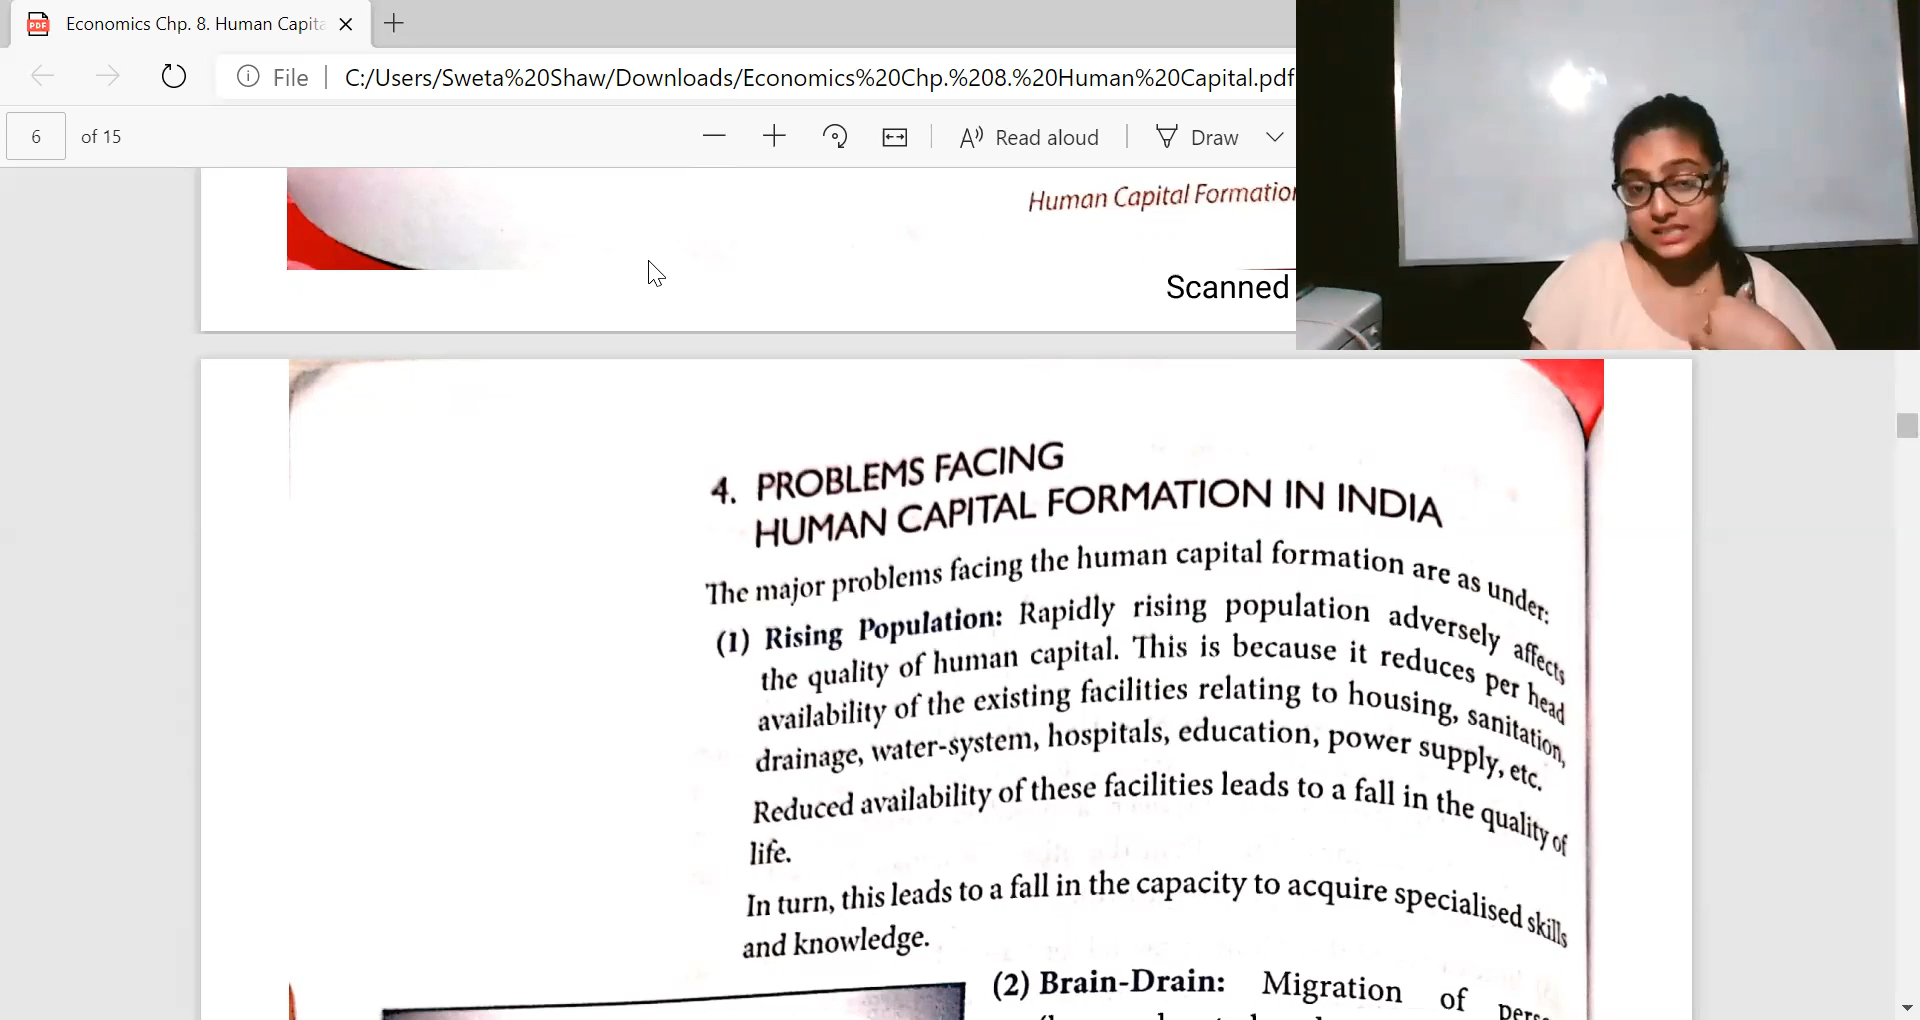 Economics Chp. 8. Human Capita
File
C:/Users/Sweta%20Shaw/Downloads/Economics%20Chp.%208.%20Human%20Capital.pdf
6 of 15
Read aloud
Draw
Human Capital Formation
Scanned
4. PROBLEMS FACING
HUMAN CAPITAL FORMATION IN INDIA
The major problems facing the human capital formation are as under:
(1) Rising Population: Rapidly rising population adversely affects
the quality of human capital. This is because it reduces per head
availability of the existing facilities relating to housing, sanitation,
drainage, water-system, hospitals, education, power supply, etc.
Reduced availability of these facilities leads to a fall in the quality of
life.
In turn, this leads to a fall in the capacity to acquire specialised skills
and knowledge.
(2) Brain-Drain: Migration of